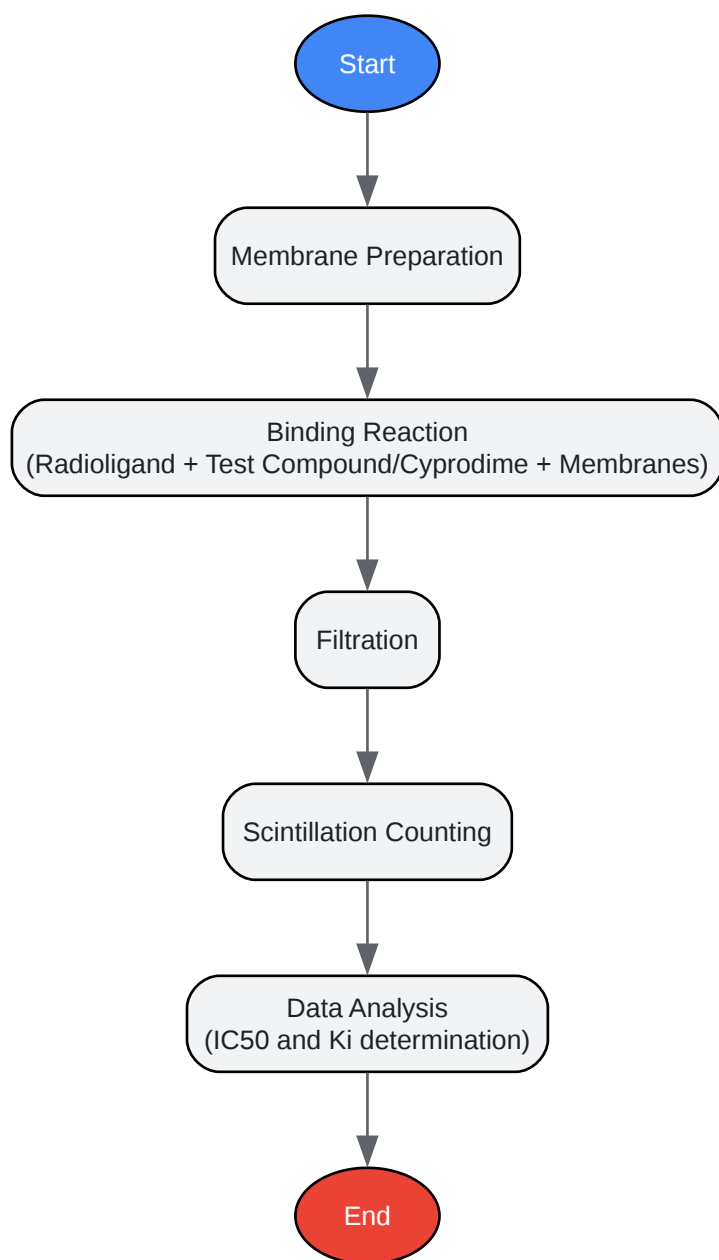 Start
Membrane Preparation
Binding Reaction
(Radioligand + Test Compound/Cyprodime + Membranes)
Filtration
Scintillation Counting
Data Analysis
(IC50 and Ki determination)
End